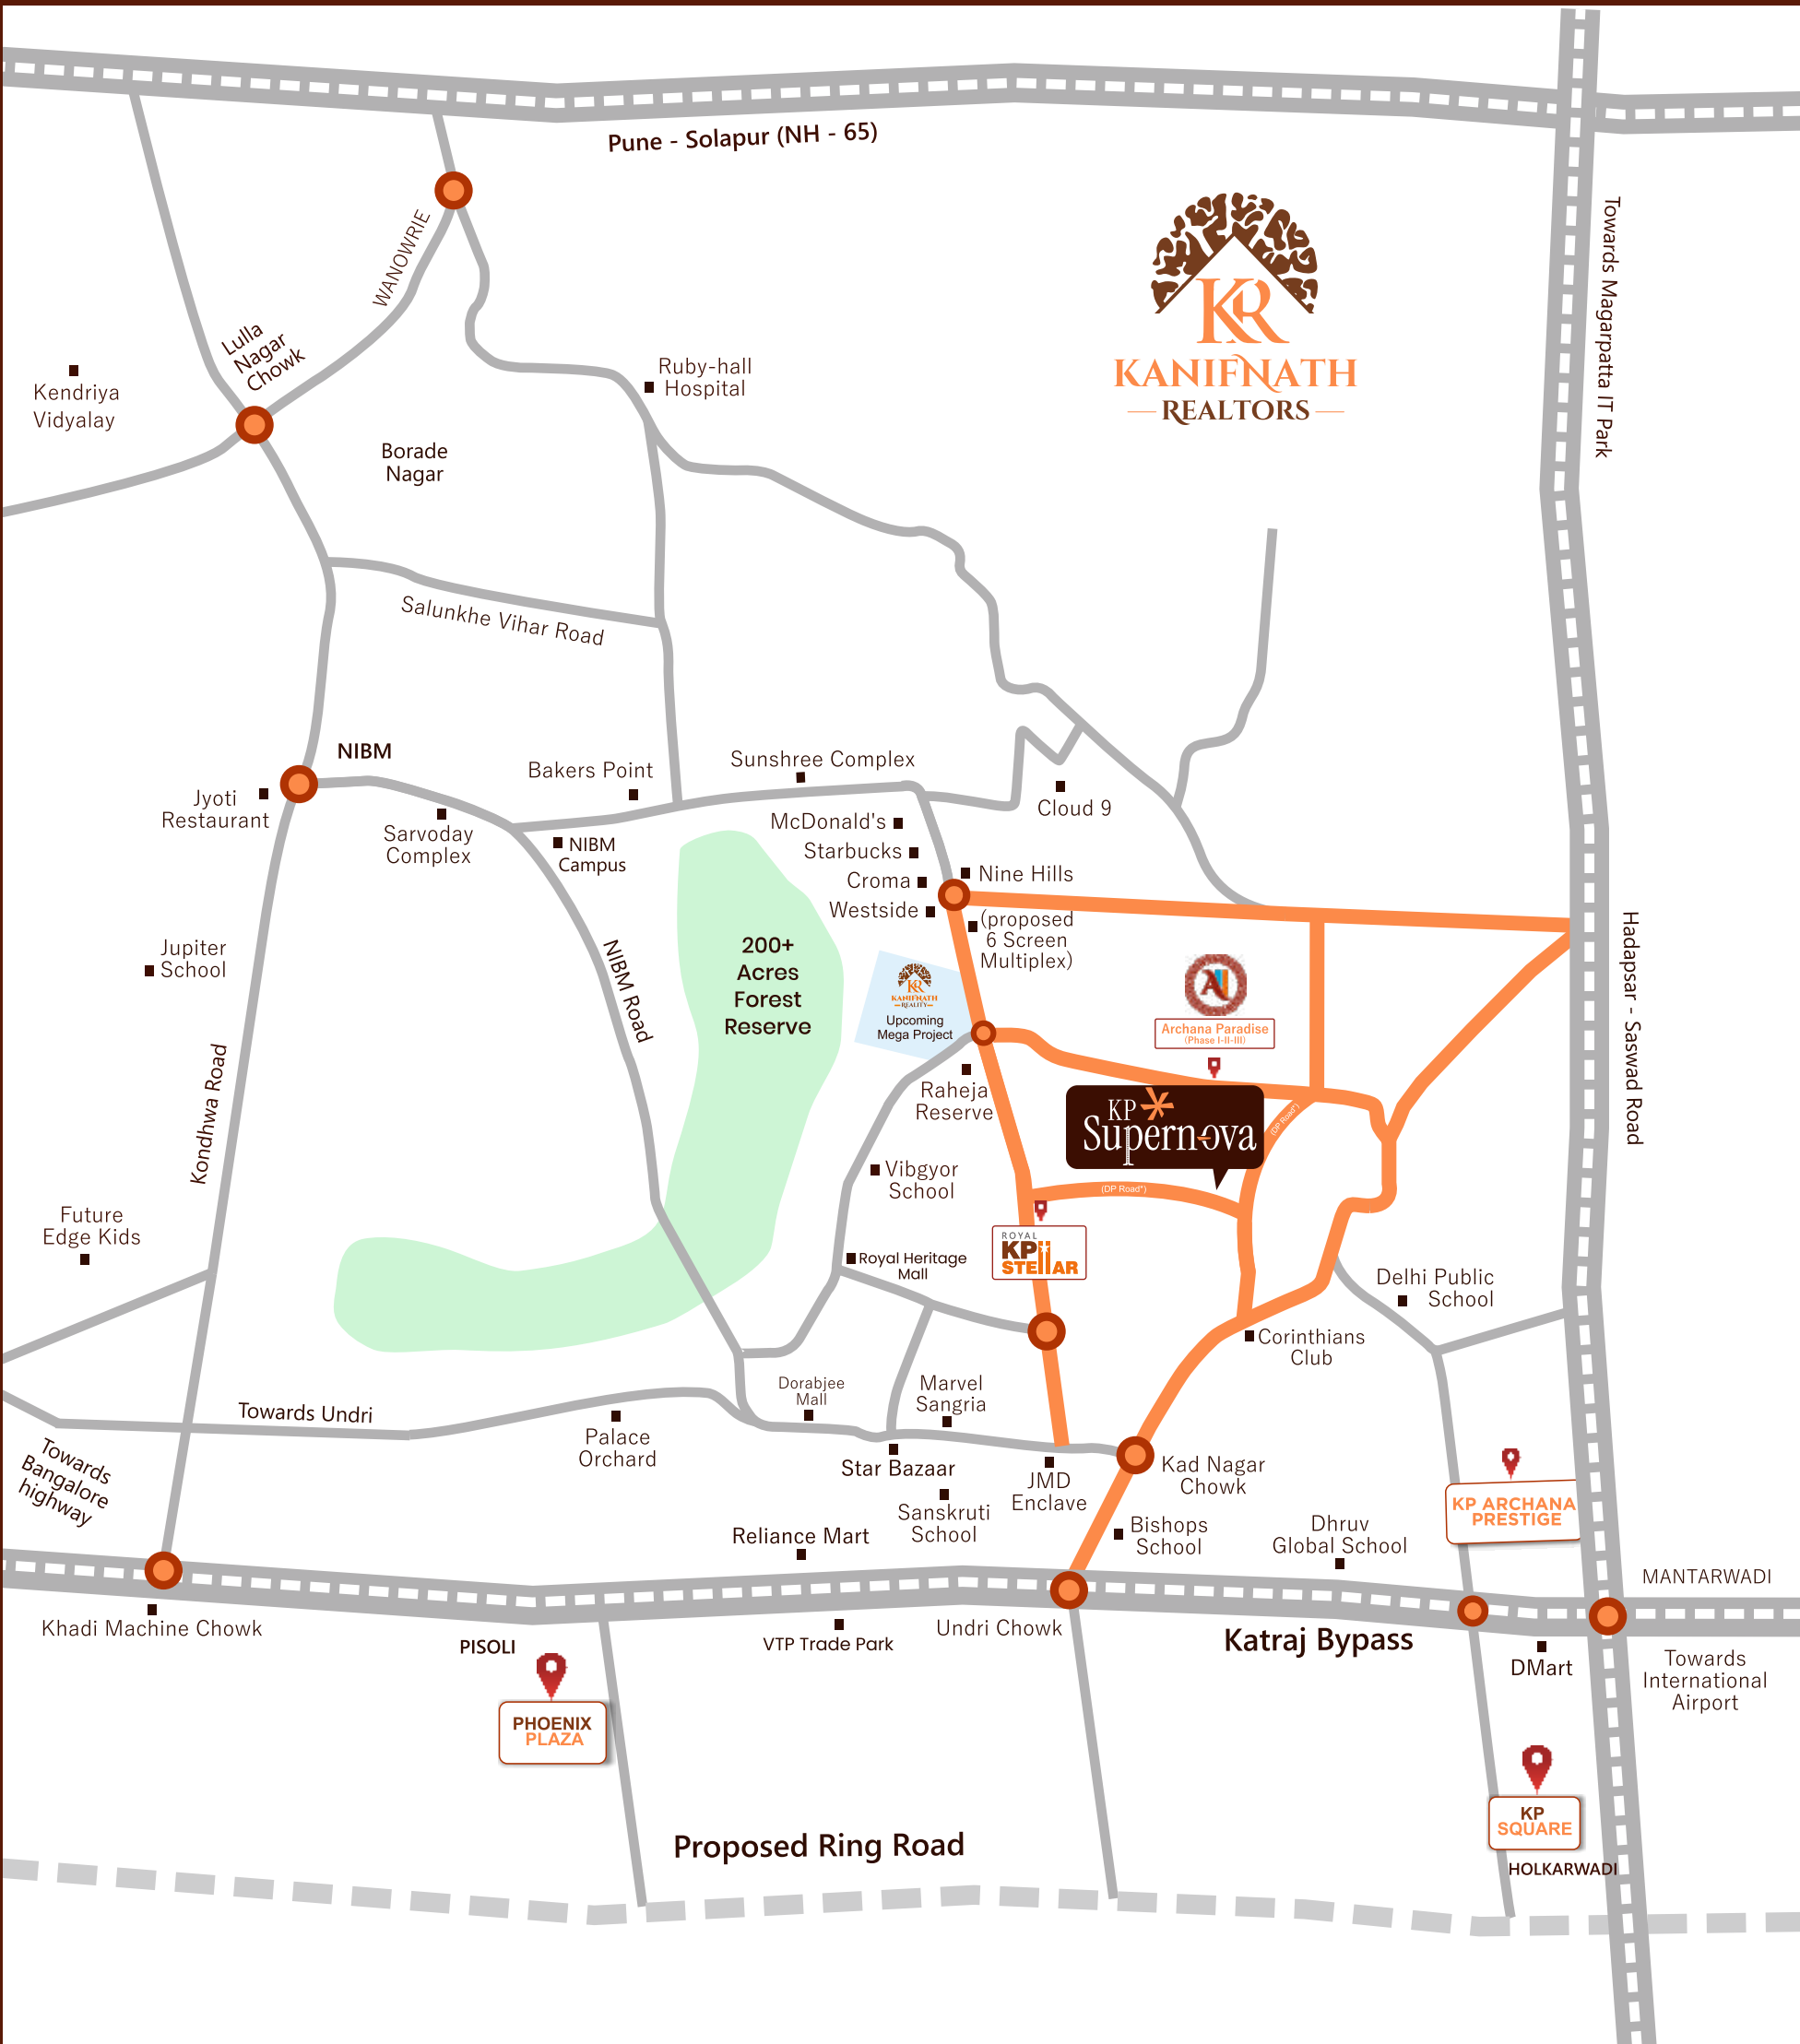 Pune - Solapur (NH - 65)
Towards Magarpatta IT Park
WANOWRIE
KR
KANIFNATH
REALTORS
Lulla
Nagar
Chowk
Kendriya
Vidyalay
Ruby-hall
Hospital
Borade
Nagar
Salunkhe Vihar Road
NIBM
Bakers Point
Sunshree Complex
Jyoti
Restaurant
Sarvoday
Complex
NIBM
Campus
McDonald's
Starbucks
Croma
Westside
Cloud 9
Nine Hills
(proposed
6 Screen
Multiplex)
Jupiter
School
NIBM Road
200+
Acres
Forest
Reserve
KR
KANIFNATH
REALITY
Upcoming
Mega Project
Archana Paradise
(Phase I-II-III)
Hadapsar - Saswad Road
Kondhwa Road
Raheja
Reserve
KP
Supernova
(DP Road*)
(DP Road*)
Vibgyor
School
Future
Edge Kids
Royal Heritage
Mall
ROYAL
KP
STELLAR
Delhi Public
School
Corinthians
Club
Towards Undri
Dorabjee
Mall
Marvel
Sangria
Palace
Orchard
Towards
Bangalore
highway
Star Bazaar
JMD
Enclave
Kad Nagar
Chowk
Sanskruti
School
KP ARCHANA
PRESTIGE
Reliance Mart
Bishops
School
Dhruv
Global School
MANTARWADI
Khadi Machine Chowk
PISOLI
VTP Trade Park
Undri Chowk
Katraj Bypass
DMart
Towards
International
Airport
PHOENIX
PLAZA
KP
SQUARE
HOLKARWADI
Proposed Ring Road